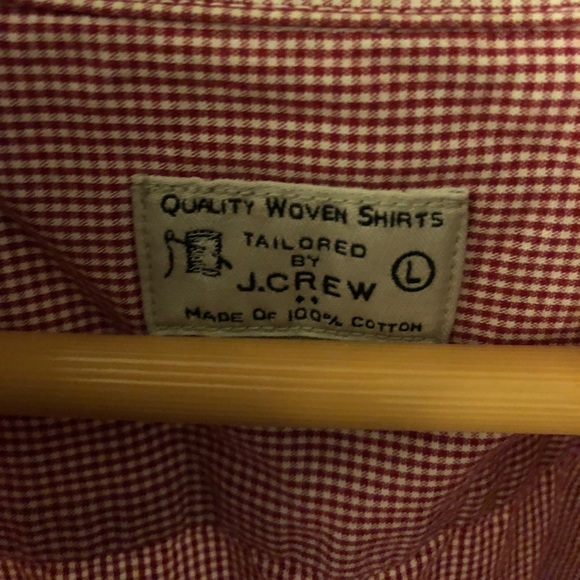 QUALITY WOVEN SHIRTS
TAILORED
BY
J.CREW
L
MADE OF 100% COTTON